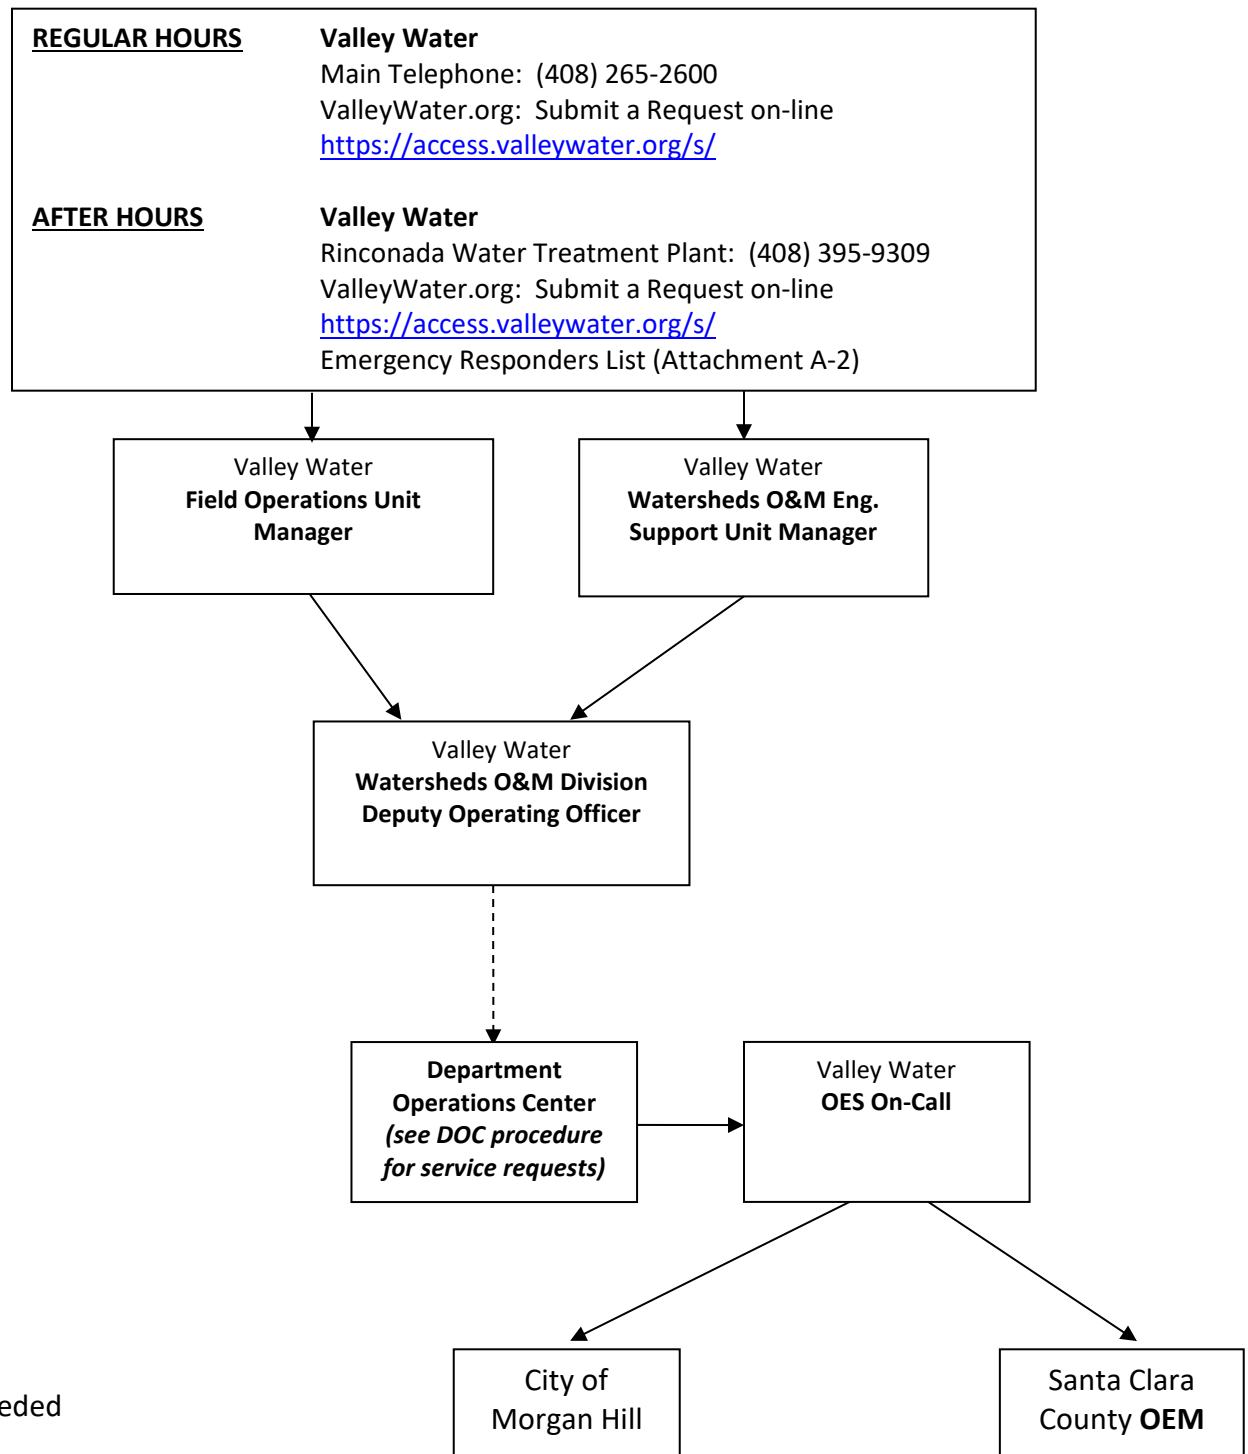 REGULAR HOURS Valley Water
Main Telephone: (408) 265-2600
ValleyWater.org: Submit a Request on-line
https://access.valleywater.org/s/
AFTER HOURS Valley Water
Rinconada Water Treatment Plant: (408) 395-9309
ValleyWater.org: Submit a Request on-line
https://access.valleywater.org/s/
Emergency Responders List (Attachment A-2)
Valley Water
Field Operations Unit
Manager
Valley Water
Watersheds O&M Eng.
Support Unit Manager
Valley Water
Watersheds O&M Division
Deputy Operating Officer
Department
Operations Center
(see DOC procedure
for service requests)
Valley Water
OES On-Call
City of
Morgan Hill
Santa Clara
County OEM